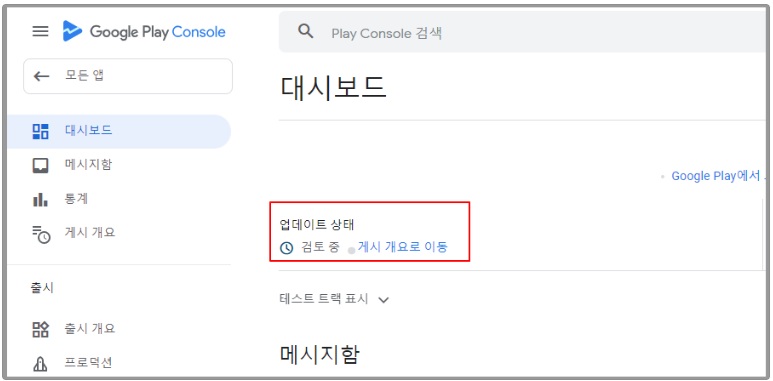 Google Play Console
Play Console 검색
모든 앱
대시보드
대시보드
메시지함
통계
게시 개요
Google Play에서
업데이트 상태
검토 중
게시 개요로 이동
출시
테스트 트랙 표시
출시 개요
메시지함
프로덕션